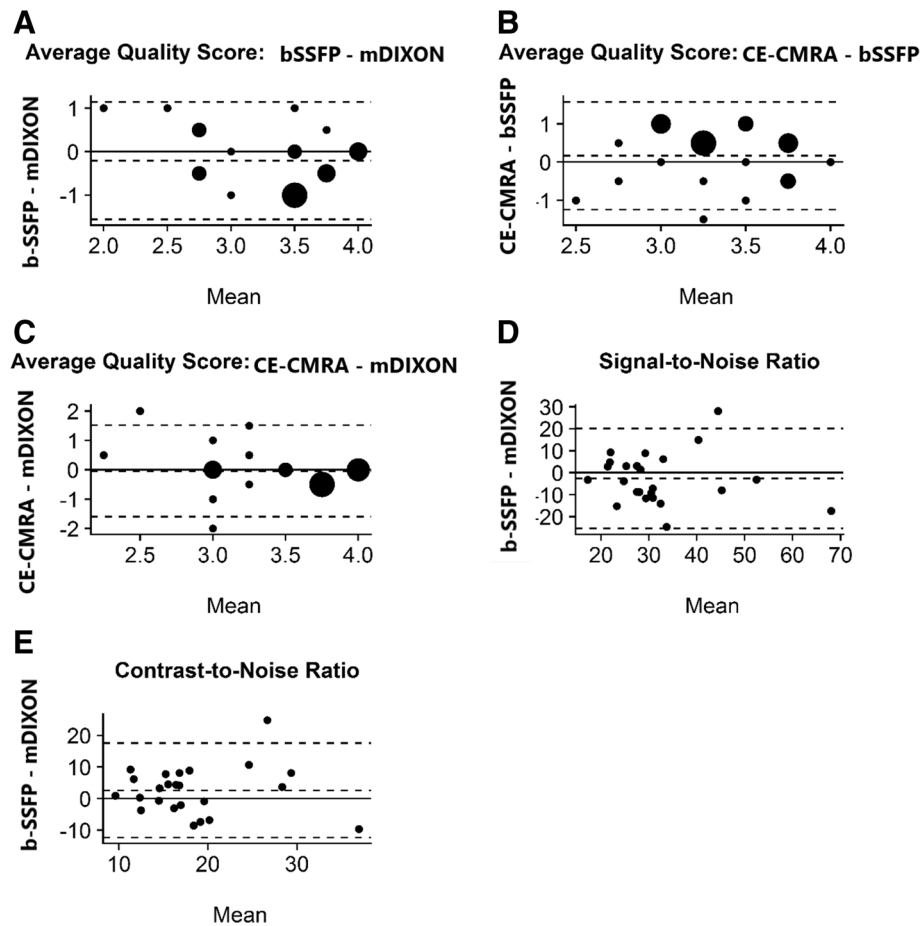 A
Average Quality Score: bSSFP - mDIXON
b-SSFP - mDIXON
1
0
-1
2.0 2.5 3.0 3.5 4.0
Mean
B
Average Quality Score: CE-CMRA - bSSFP
CE-CMRA - bSSFP
1
0
-1
2.5 3.0 3.5 4.0
Mean
C
Average Quality Score: CE-CMRA - mDIXON
CE-CMRA - mDIXON
2
1
0
-1
-2
2.5 3.0 3.5 4.0
Mean
D
Signal-to-Noise Ratio
b-SSFP - mDIXON
30
20
10
0
-10
-20
20 30 40 50 60 70
Mean
E
Contrast-to-Noise Ratio
b-SSFP - mDIXON
20
10
0
-10
10 20 30
Mean